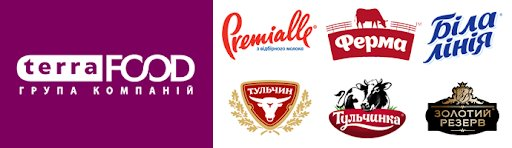 terra FOOD
ГРУПА КОМПАНІЙ
Premialle
з відбірного молока
Ферма
Біла
лінія
ТУЛЬЧИН
Тульчинка
ЗОЛОТИЙ
РЕЗЕРВ